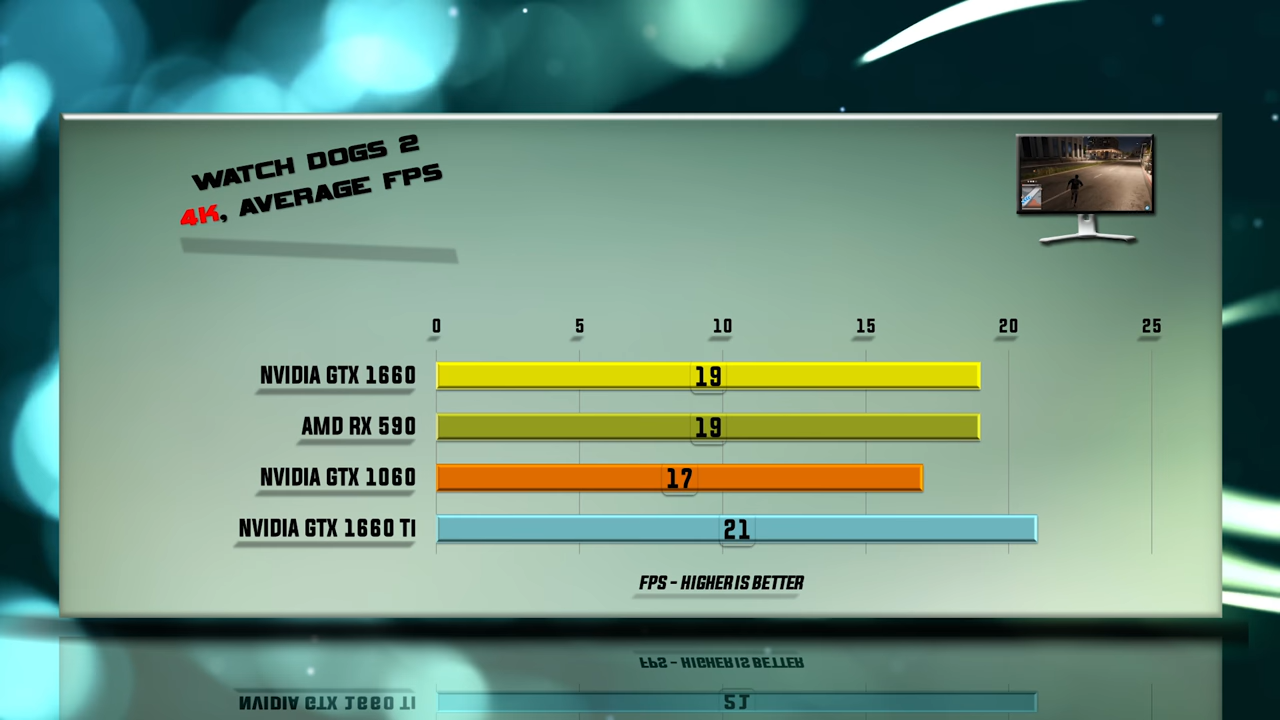 WATCH DOGS 2
4K, AVERAGE FPS
0 5 10 15 20 25
NVIDIA GTX 1660 19
AMD RX 590 19
NVIDIA GTX 1060 17
NVIDIA GTX 1660 TI 21
FPS - HIGHER IS BETTER